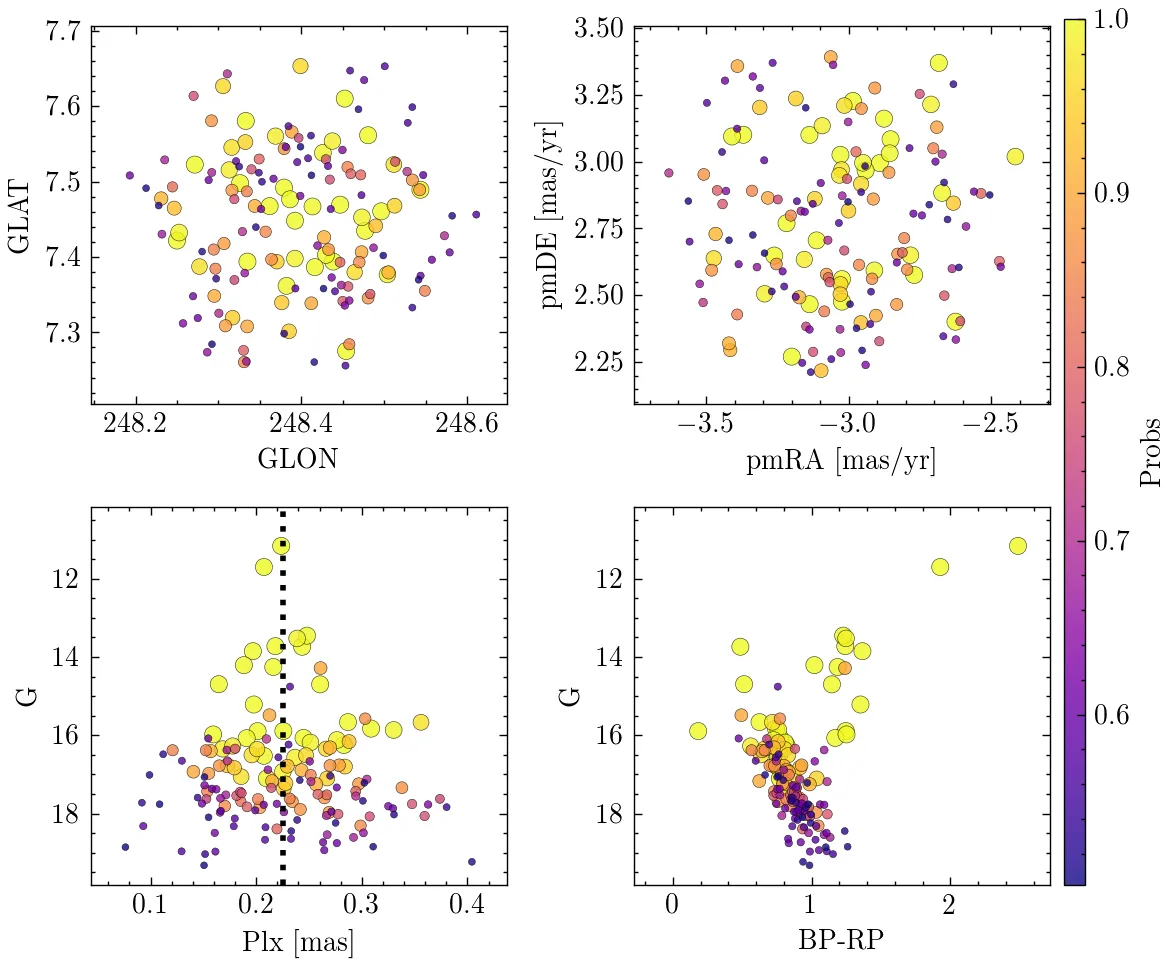 7.7
7.6
7.5
7.4
7.3
GLAT
248.2 248.4 248.6
GLON
3.50
3.25
3.00
2.75
2.50
2.25
pmDE [mas/yr]
−3.5 −3.0 −2.5
pmRA [mas/yr]
1.0
0.9
0.8
0.7
0.6
Probs
12
14
16
18
G
0.1 0.2 0.3 0.4
Plx [mas]
12
14
16
18
G
0 1 2
BP-RP